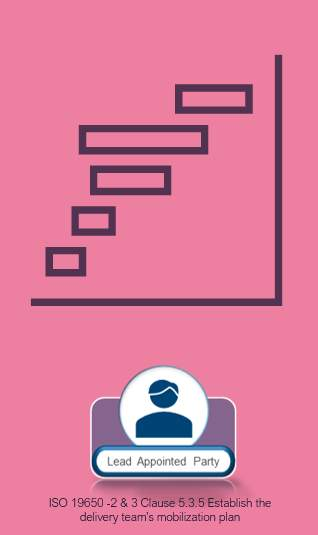 Lead Appointed Party
ISO 19650 -2 & 3 Clause 5.3.5 Establish the
delivery team's mobilization plan